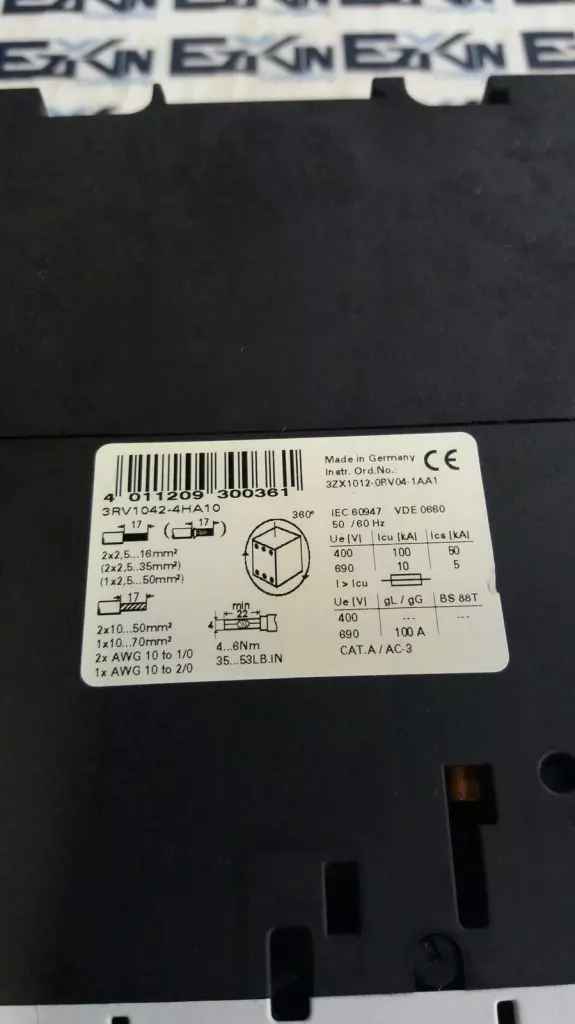 EZKIN EZKIN EZKIN
4 011209 300361
3RV1042-4HA10
Made in Germany
Instr. Ord.No.:
3ZX1012-0RV04-1AA1
CE
17
( 17 )
2x2,5...16mm²
(2x2,5..35mm²)
(1x2,5...50mm²)
17
2x10...50mm²
1x10...70mm²
2x AWG 10 to 1/0
1x AWG 10 to 2/0
360°
min
22
4
4...6Nm
35...53LB.IN
IEC 60947 VDE 0660
50 / 60 Hz
Ue [V] Icu [kA] Ics [kA]
400 100 50
690 10 5
I > Icu
Ue [V] gL / gG BS 88T
400 --- ---
690 100 A ---
CAT.A / AC-3